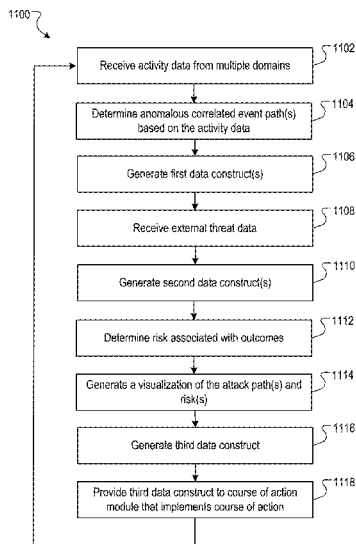 1100
1102
Receive activity data from multiple domains
1104
Determine anomalous correlated event path(s)
based on the activity data
1106
Generate first data construct(s)
1108
Receive external threat data
1110
Generate second data construct(s)
1112
Determine risk associated with outcomes
1114
Generate a visualization of the attack path(s) and
risk(s)
1116
Generate third data construct
1118
Provide third data construct to course of action
module that implements course of action